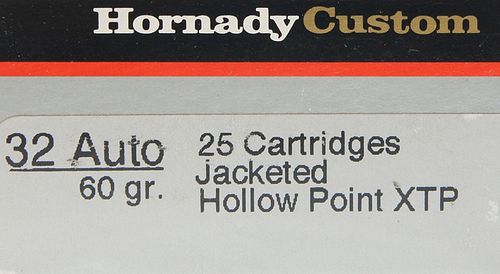 Hornady Custom
32 Auto
60 gr.
25 Cartridges
Jacketed
Hollow Point XTP